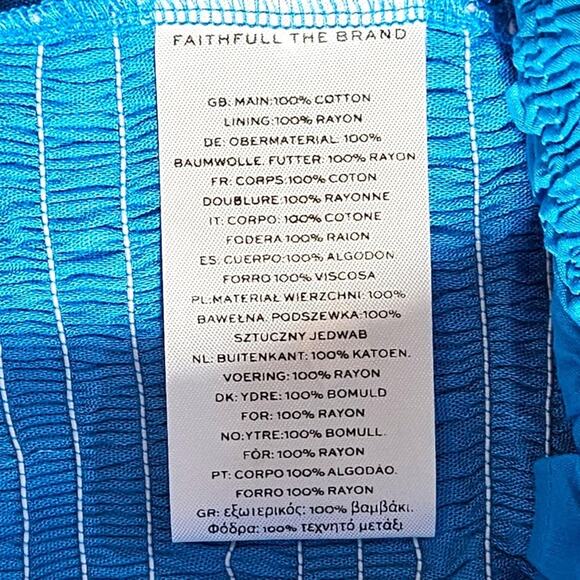 FAITHFULL THE BRAND
GB: MAIN:100% COTTON
LINING:100% RAYON
DE: OBERMATERIAL. 100%
BAUMWOLLE. FUTTER: 100% RAYON
FR: CORPS:100% COTON
DOUBLURE:100% RAYONNE
IT: CORPO: 100% COTONE
FODERA 100% RAION
ES: CUERPO:100% ALGODON
FORRO 100% VISCOSA
PL:MATERIAŁ WIERZCHNI: 100%
BAWEŁNA. PODSZEWKA:100%
SZTUCZNY JEDWAB
NL: BUITENKANT: 100% KATOEN.
VOERING: 100% RAYON
DK: YDRE: 100% BOMULD
FOR: 100% RAYON
NO:YTRE:100% BOMULL.
FÔR: 100% RAYON
PT: CORPO 100% ALGODÃO.
FORRO 100% RAYON
GR: εξωτερικός: 100% βαμβάκι.
Φόδρα: 100% τεχνητό μετάξι